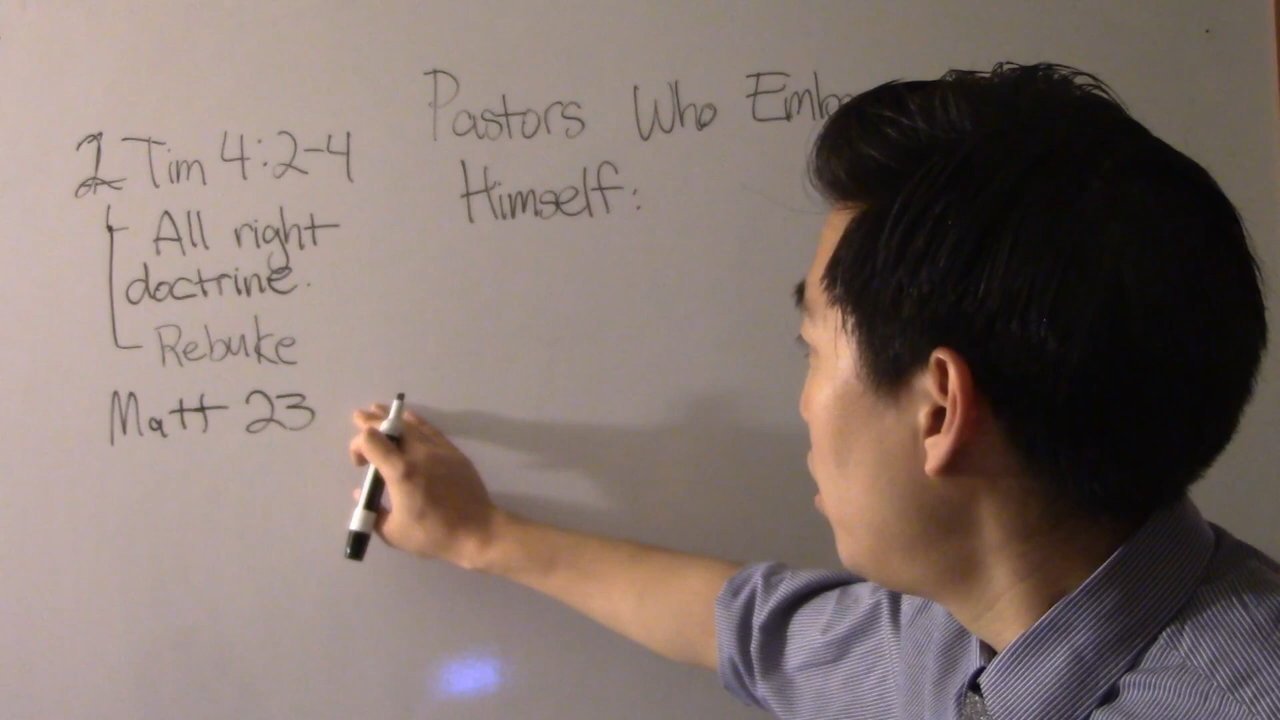 Pastors Who
Himself:
2 Tim 4:2-4
All right
doctrine.
Rebuke
Matt 23